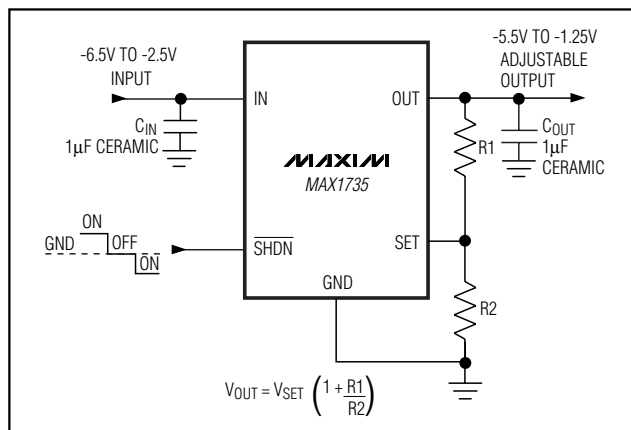 -6.5V TO -2.5V
INPUT
IN
CIN
1µF CERAMIC
MAXIM
MAX1735
OUT
-5.5V TO -1.25V
ADJUSTABLE
OUTPUT
R1
COUT
1µF
CERAMIC
ON
GND
OFF
ON
SHDN
SET
GND
R2
VOUT = VSET (1 + R1/R2)